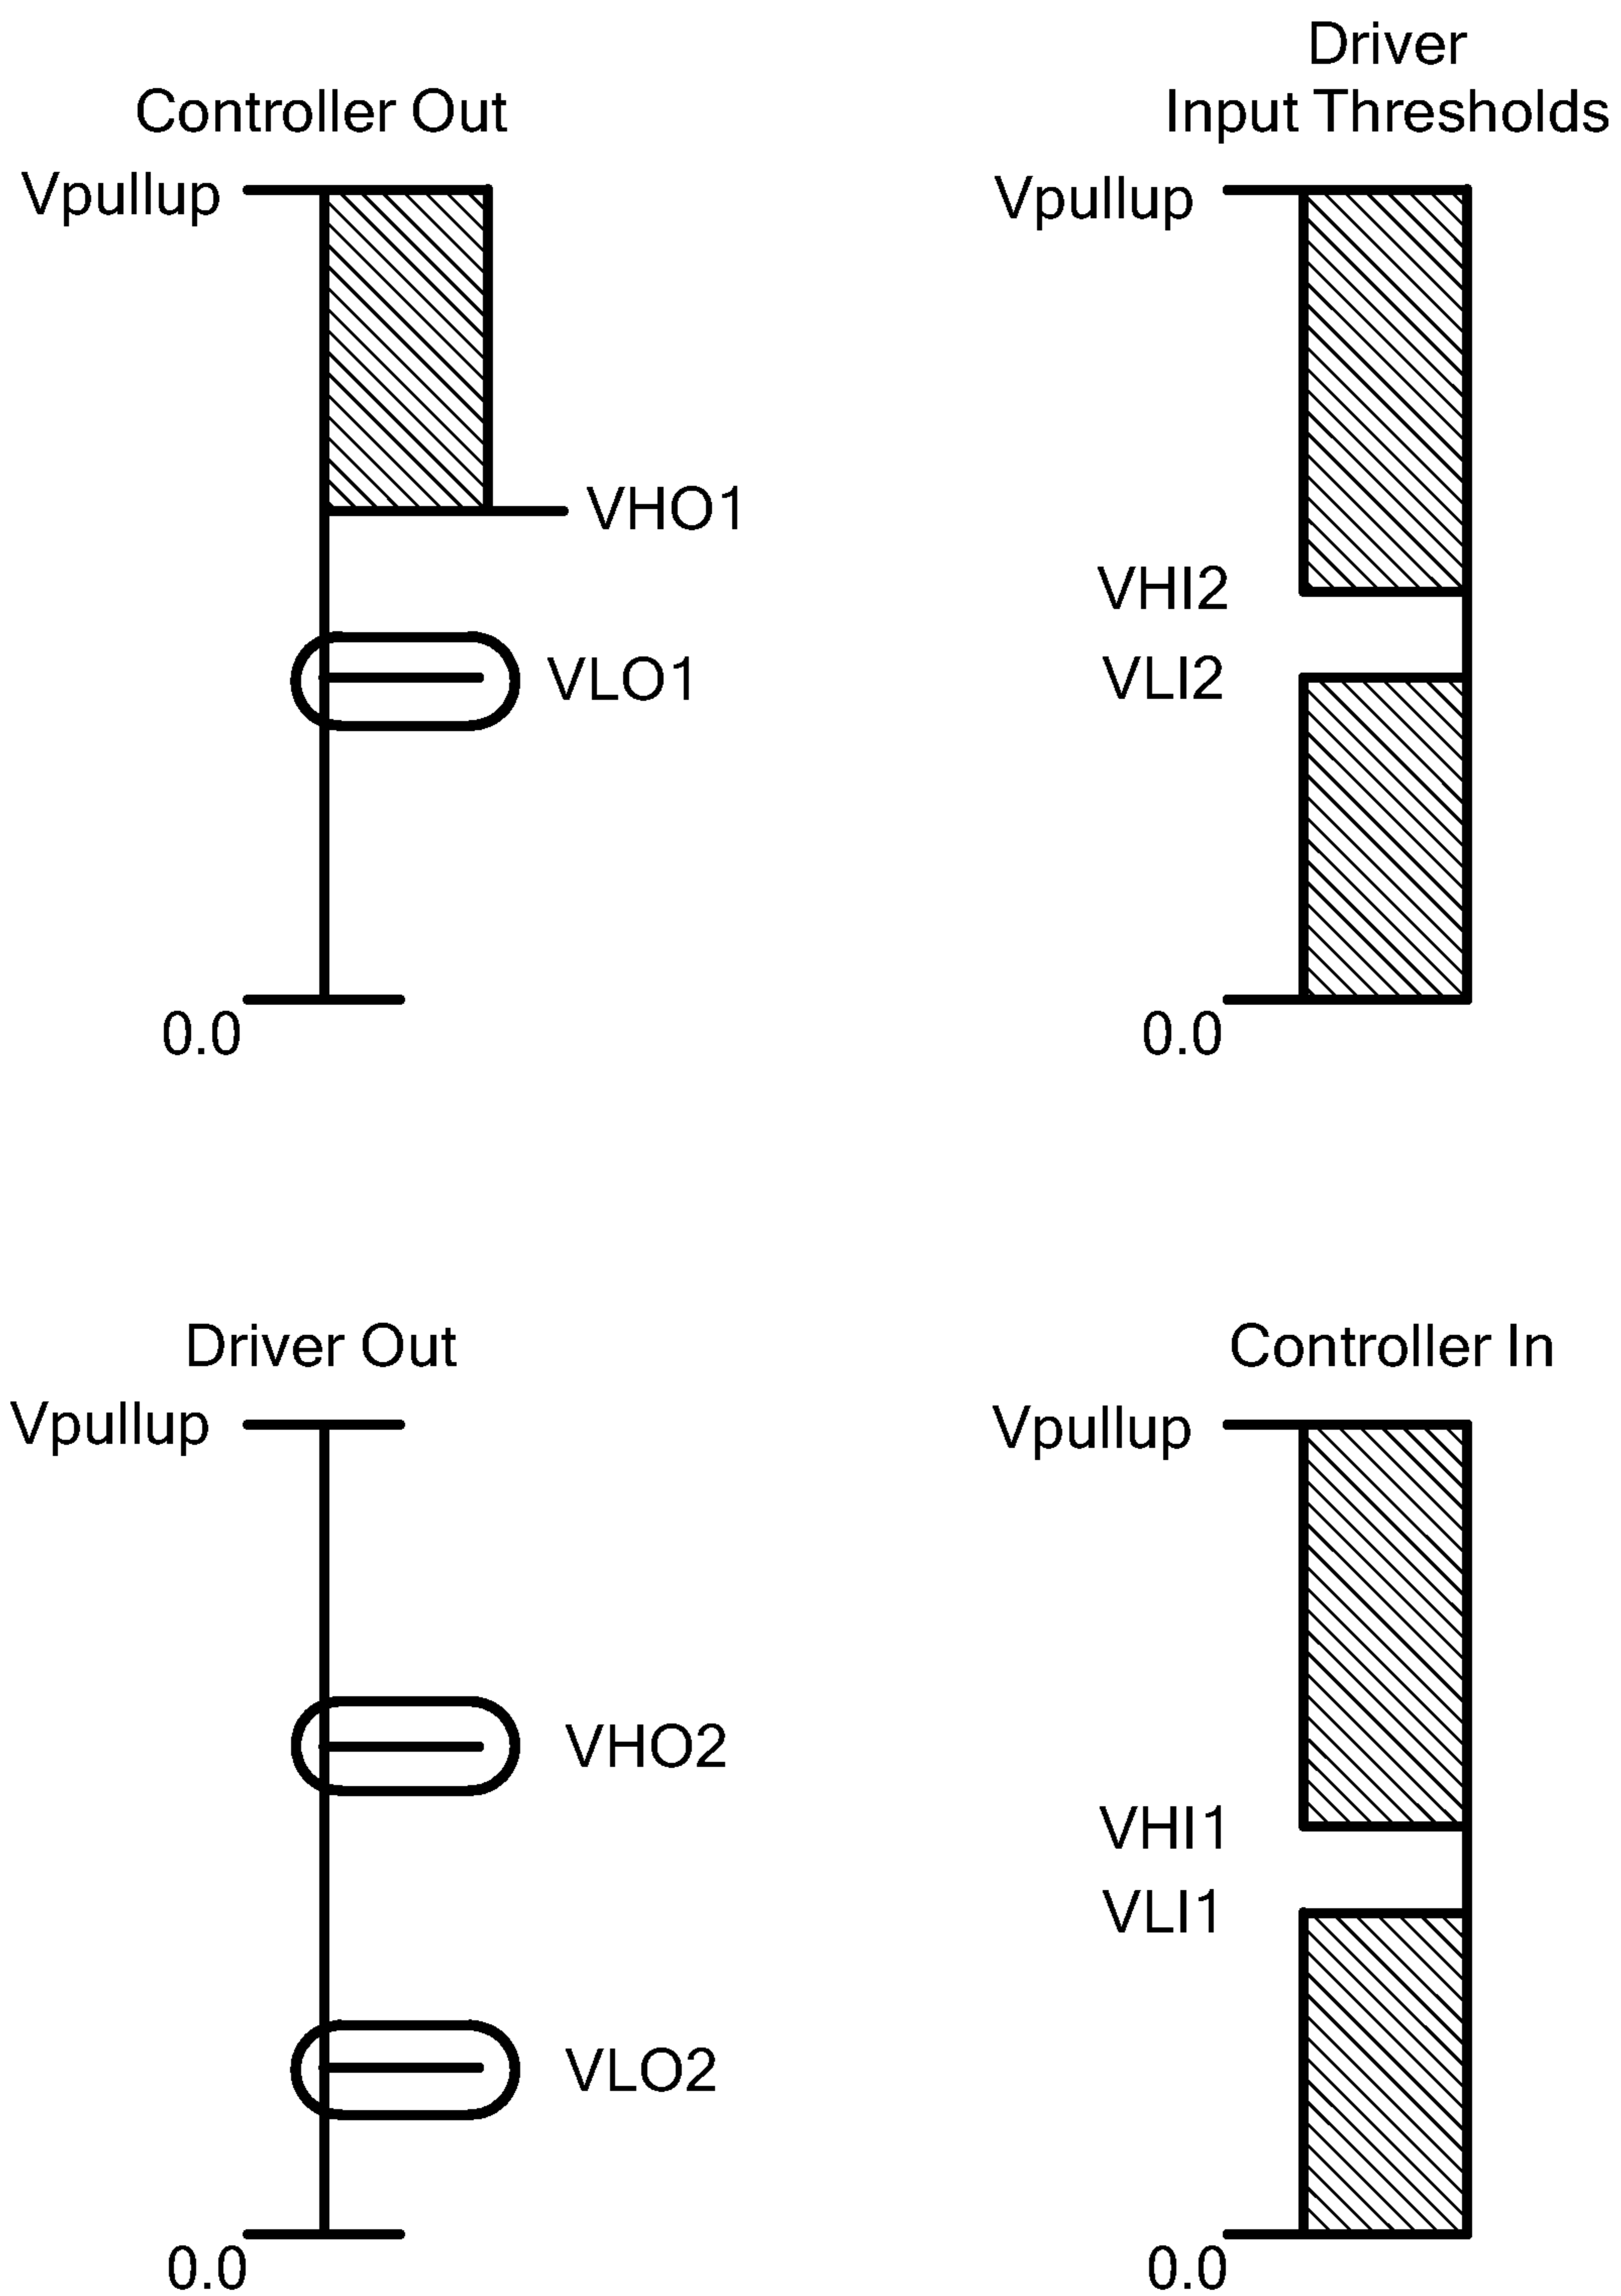 Controller Out
Vpullup
VHO1
VLO1
0.0
Driver
Input Thresholds
Vpullup
VHI2
VLI2
0.0
Driver Out
Vpullup
VHO2
VLO2
0.0
Controller In
Vpullup
VHI1
VLI1
0.0